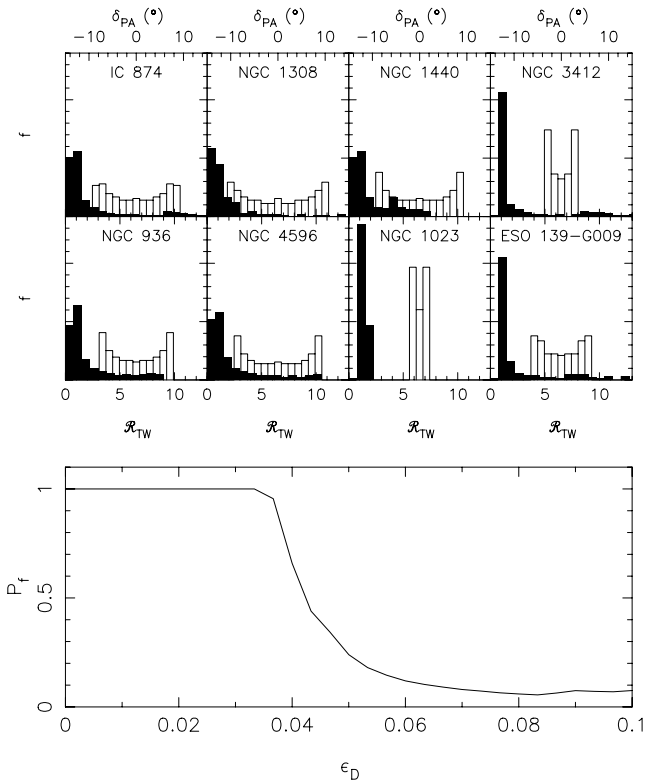 δ_PA (°) δ_PA (°) δ_PA (°) δ_PA (°)
−10 0 10 −10 0 10 −10 0 10 −10 0 10
IC 874 NGC 1308 NGC 1440 NGC 3412
f
NGC 936 NGC 4596 NGC 1023 ESO 139−G009
f
0 5 10 0 5 10 0 5 10 0 5 10
ℛ_TW ℛ_TW ℛ_TW ℛ_TW
1
P_f
0.5
0
0 0.02 0.04 0.06 0.08 0.1
ϵ_D